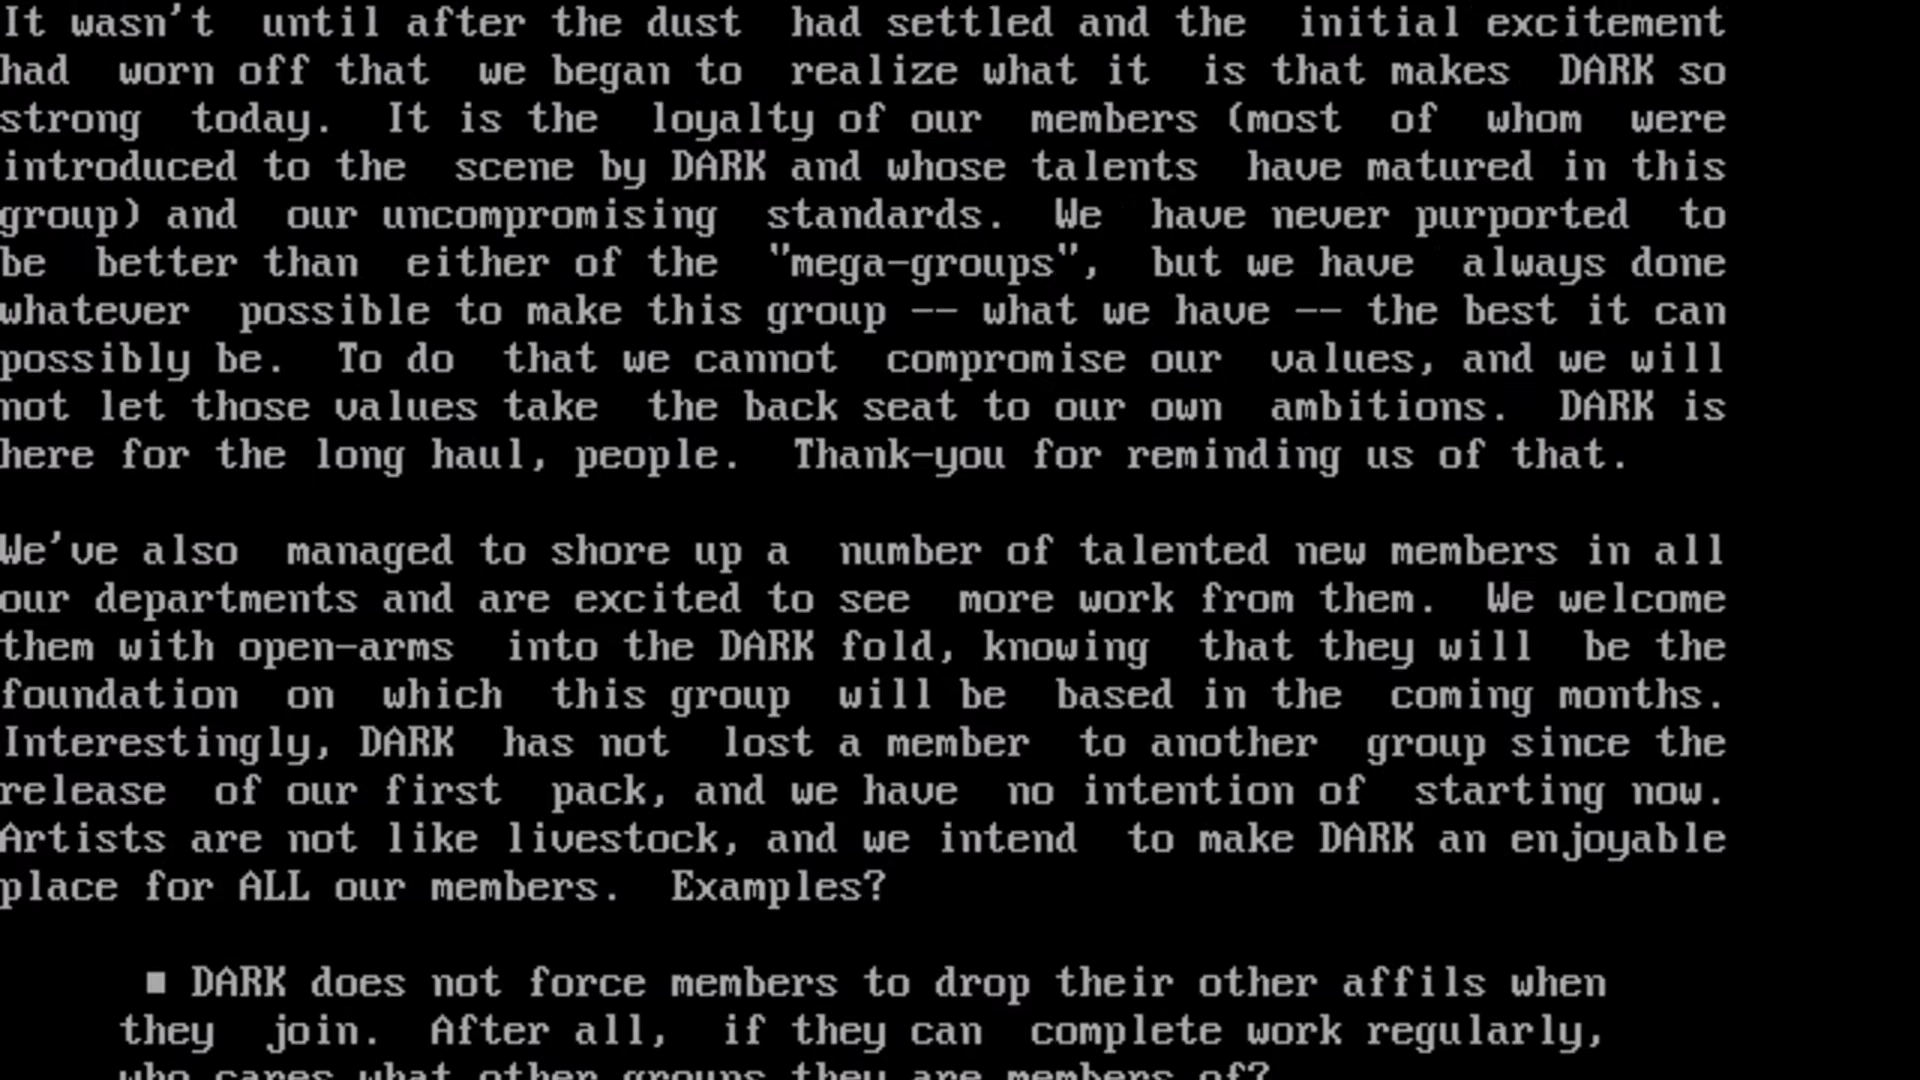 It wasn't  until after the dust  had settled and the  initial excitement
had  worn off that  we began to  realize what it  is that makes  DARK so
strong  today.  It is the  loyalty of our  members (most  of  whom  were
introduced to the  scene by DARK and whose talents  have matured in this
group) and  our uncompromising  standards.  We  have never purported  to
be  better than  either of the  "mega-groups",  but we have  always done
whatever  possible to make this group -- what we have -- the best it can
possibly be.  To do  that we cannot  compromise our  values, and we will
not let those values take  the back seat to our own  ambitions.  DARK is
here for the long haul, people.  Thank-you for reminding us of that.

We've also  managed to shore up a  number of talented new members in all
our departments and are excited to see  more work from them.  We welcome
them with open-arms  into the DARK fold, knowing  that they will  be the
foundation  on  which  this group  will be  based in the  coming months.
Interestingly, DARK  has not  lost a member  to another  group since the
release  of our first  pack, and we have  no intention of  starting now.
Artists are not like livestock, and we intend  to make DARK an enjoyable
place for ALL our members.  Examples?

■ DARK does not force members to drop their other affils when
they  join.  After all,  if they can  complete work regularly,
who cares what other groups they are members of?